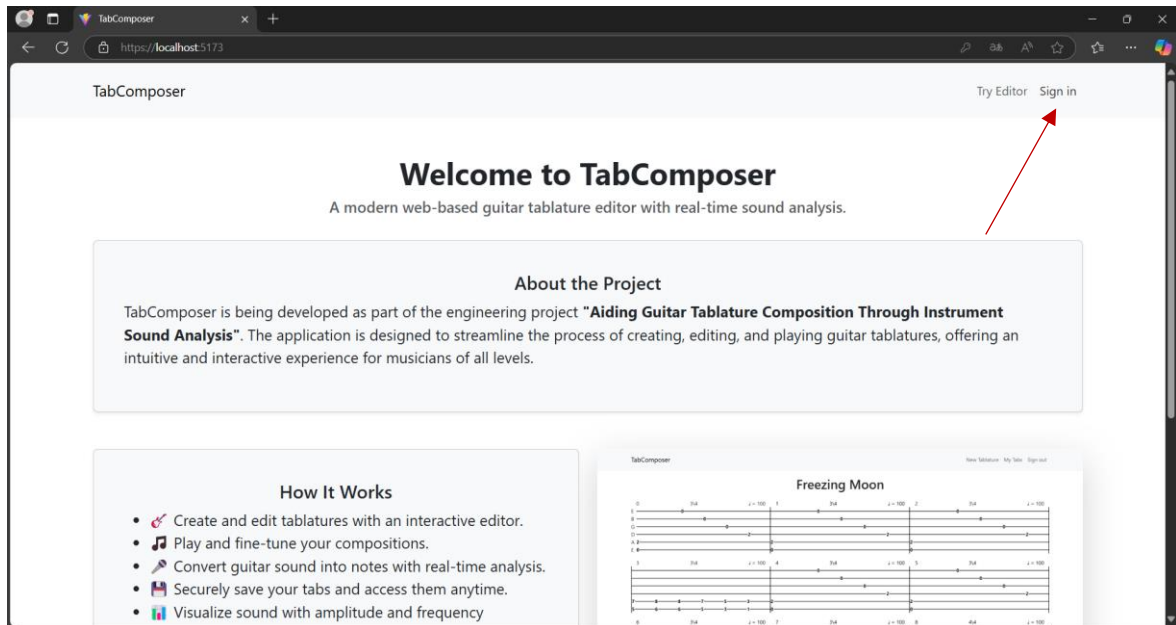 TabComposer
https://localhost:5173
TabComposer
Try Editor Sign in
Welcome to TabComposer
A modern web-based guitar tablature editor with real-time sound analysis.
About the Project
TabComposer is being developed as part of the engineering project "Aiding Guitar Tablature Composition Through Instrument
Sound Analysis". The application is designed to streamline the process of creating, editing, and playing guitar tablatures, offering an
intuitive and interactive experience for musicians of all levels.
How It Works
Create and edit tablatures with an interactive editor.
Play and fine-tune your compositions.
Convert guitar sound into notes with real-time analysis.
Securely save your tabs and access them anytime.
Visualize sound with amplitude and frequency
TabComposer
New Tablature My Tabs Sign out
Freezing Moon